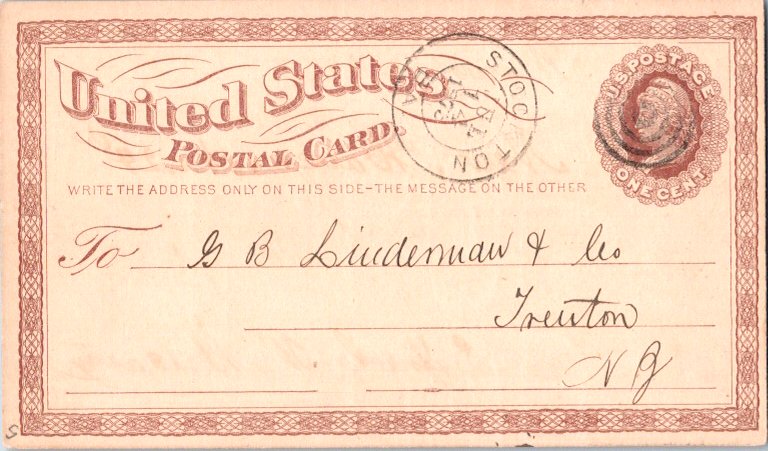 United States
POSTAL CARD.
WRITE THE ADDRESS ONLY ON THIS SIDE-THE MESSAGE ON THE OTHER
U.S. POSTAGE
ONE CENT
STOCKTON
To G B Linderman & Co
Trenton
N J